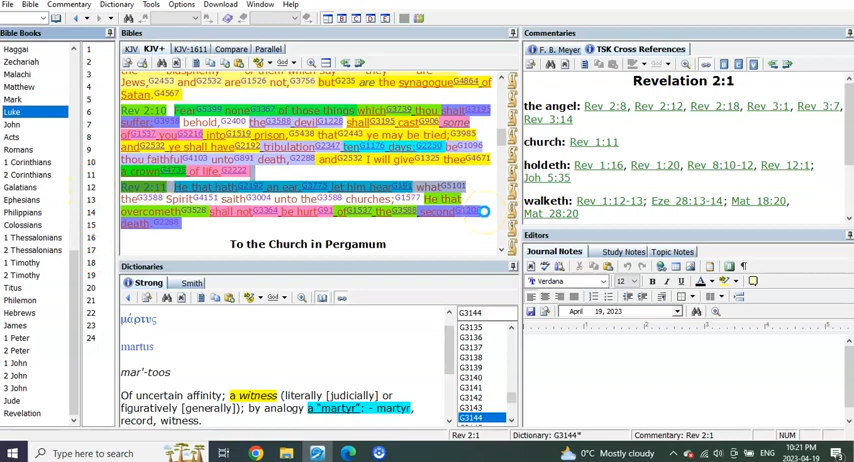 File Bible Commentary Dictionary Tools Options Download Window Help
B C D E
Bible Books
Haggai
Zechariah
Malachi
Matthew
Mark
Luke
John
Acts
Romans
1 Corinthians
2 Corinthians
Galatians
Ephesians
Philippians
Colossians
1 Thessalonians
2 Thessalonians
1 Timothy
2 Timothy
Titus
Philemon
Hebrews
James
1 Peter
2 Peter
1 John
2 John
3 John
Jude
Revelation
1
2
3
4
5
6
7
8
9
10
11
12
13
14
15
16
17
18
19
20
21
22
23
24
Bibles
KJV KJV+ KJV-1611 Compare Parallel
God
the blasphemy of them which say they are
Jews,G2453 and G2532 are not, but G235 are the synagogue G4864 of
Satan.G4567
Rev 2:10 Fear G5399 none G3367 of those things which G3739 thou shalt G3195
suffer: G3958 behold, G2400 the G3588 devil G1228 shall G3195 cast G906 some
of G1537 you G5216 into G1519 prison, that G2443 ye may be tried; G3985
and G2532 ye shall have G2192 tribulation G2347 ten G1176 days: be G1096
thou faithful G4103 unto G891 death, G2288 and G2532 I will give G1325 thee G4671
a crown G4735 of life. G2222
Rev 2:11 He that hath G2192 an ear, G3775 let him hear G191 what G5101
the G3588 Spirit G4151 saith G3004 unto the G3588 churches; G1577 He that
overcometh G3528 shall not G3364 be hurt G91 of G1537 the G3588 second G1208
death. G2288
To the Church in Pergamum
Dictionaries
Strong Smith
God
μάρτυς
martus
mar'-toos
Of uncertain affinity; a witness (literally [judicially] or
figuratively [generally]); by analogy a "martyr": - martyr,
record, witness.
G3144
G3135
G3136
G3137
G3138
G3139
G3140
G3141
G3142
G3143
G3144
Commentaries
F. B. Meyer TSK Cross References
Revelation 2:1
the angel: Rev 2:8, Rev 2:12, Rev 2:18, Rev 3:1, Rev 3:7,
Rev 3:14
church: Rev 1:11
holdeth: Rev 1:16, Rev 1:20, Rev 8:10-12, Rev 12:1;
Joh 5:35
walketh: Rev 1:12-13; Eze 28:13-14; Mat 18:20,
Mat 28:20
Editors
Journal Notes Study Notes Topic Notes
Verdana 12 B I U A
April 19, 2023
Rev 2:1 Dictionary: G3144* Commentary: Rev 2:1 NUM
Type here to search
0°C Mostly cloudy ENG 10:21 PM
2023-04-19 3